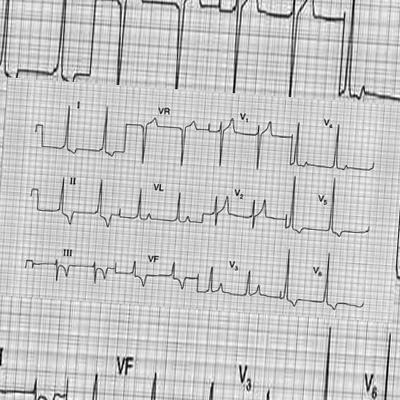 I VR V₁ V₄
II VL V₂ V₅
III VF V₃ V₆
VF V₃ V₆